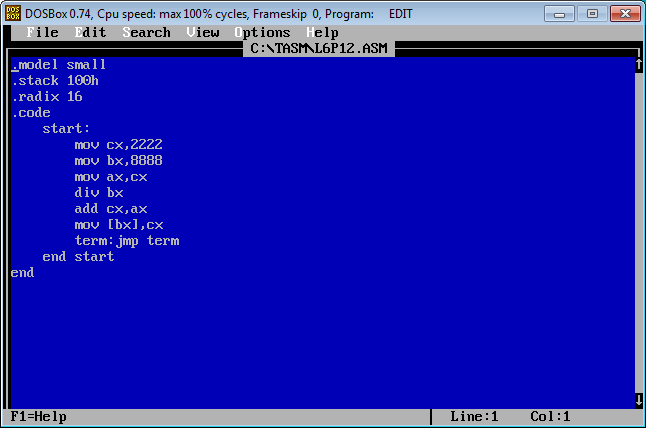 DOS BOX DOSBox 0.74, Cpu speed: max 100% cycles, Frameskip 0, Program: EDIT
File Edit Search View Options Help
C:\TASM\L6P12.ASM
.model small
.stack 100h
.radix 16
.code
start:
mov cx,2222
mov bx,8888
mov ax,cx
div bx
add cx,ax
mov [bx],cx
term:jmp term
end start
end
F1=Help Line:1 Col:1